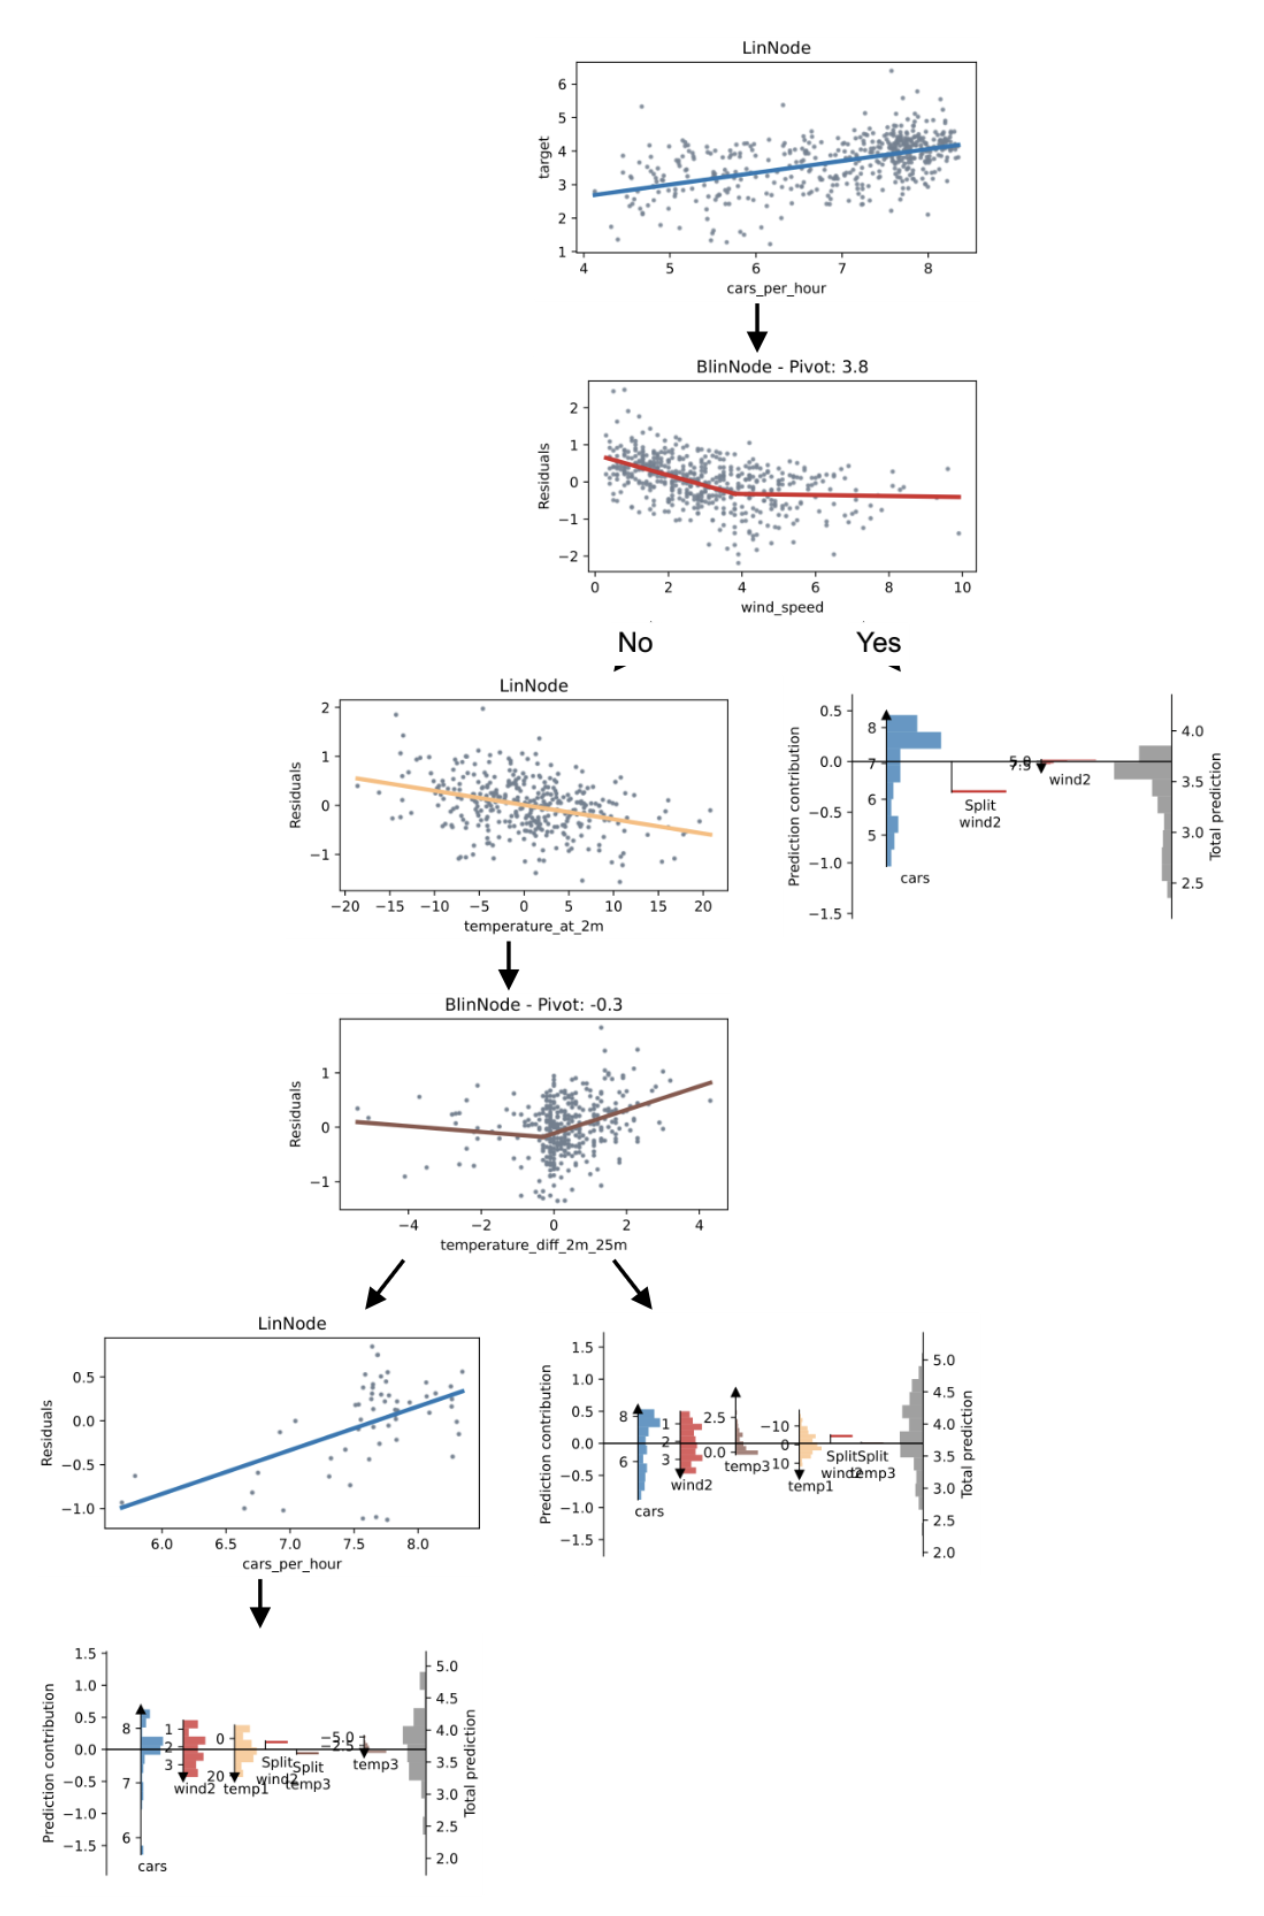 LinNode
target
6
5
4
3
2
1
4 5 6 7 8
cars_per_hour
BlinNode - Pivot: 3.8
Residuals
2
1
0
−1
−2
0 2 4 6 8 10
wind_speed
No Yes
LinNode
Residuals
2
1
0
−1
−20 −15 −10 −5 0 5 10 15 20
temperature_at_2m
Prediction contribution
0.5
0.0
−0.5
−1.0
−1.5
8
7
6
5
cars
Split
wind2
5.0
7.5
wind2
4.0
3.5
3.0
2.5
Total prediction
BlinNode - Pivot: -0.3
Residuals
1
0
−1
−4 −2 0 2 4
temperature_diff_2m_25m
LinNode
Residuals
0.5
0.0
−0.5
−1.0
6.0 6.5 7.0 7.5 8.0
cars_per_hour
Prediction contribution
1.5
1.0
0.5
0.0
−0.5
−1.0
−1.5
8
6
cars
1
2
3
wind2
2.5
0.0
temp3
−10
0
10
temp1
Split
wind2
Split
temp3
5.0
4.5
4.0
3.5
3.0
2.5
2.0
Total prediction
Prediction contribution
1.5
1.0
0.5
0.0
−0.5
−1.0
−1.5
8
7
6
cars
1
2
3
wind2
0
20
temp1
Split
wind2
Split
temp3
−5.0
−2.5
temp3
5.0
4.5
4.0
3.5
3.0
2.5
2.0
Total prediction